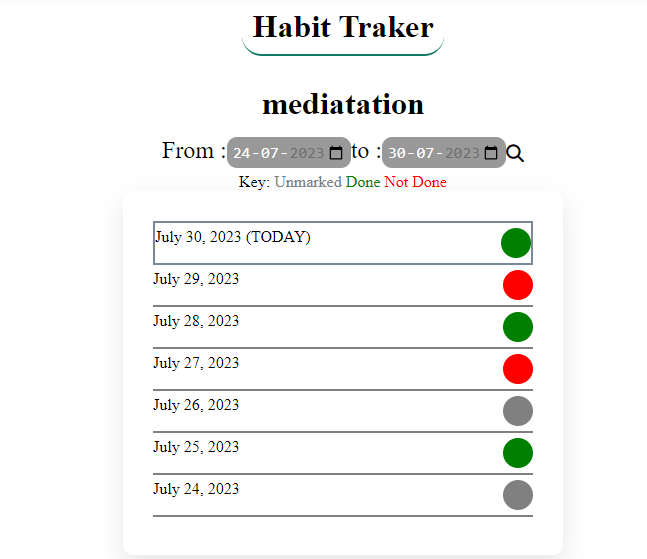 Habit Traker
mediatation
From : 24-07-2023 to : 30-07-2023
Key: Unmarked Done Not Done
July 30, 2023 (TODAY)
July 29, 2023
July 28, 2023
July 27, 2023
July 26, 2023
July 25, 2023
July 24, 2023